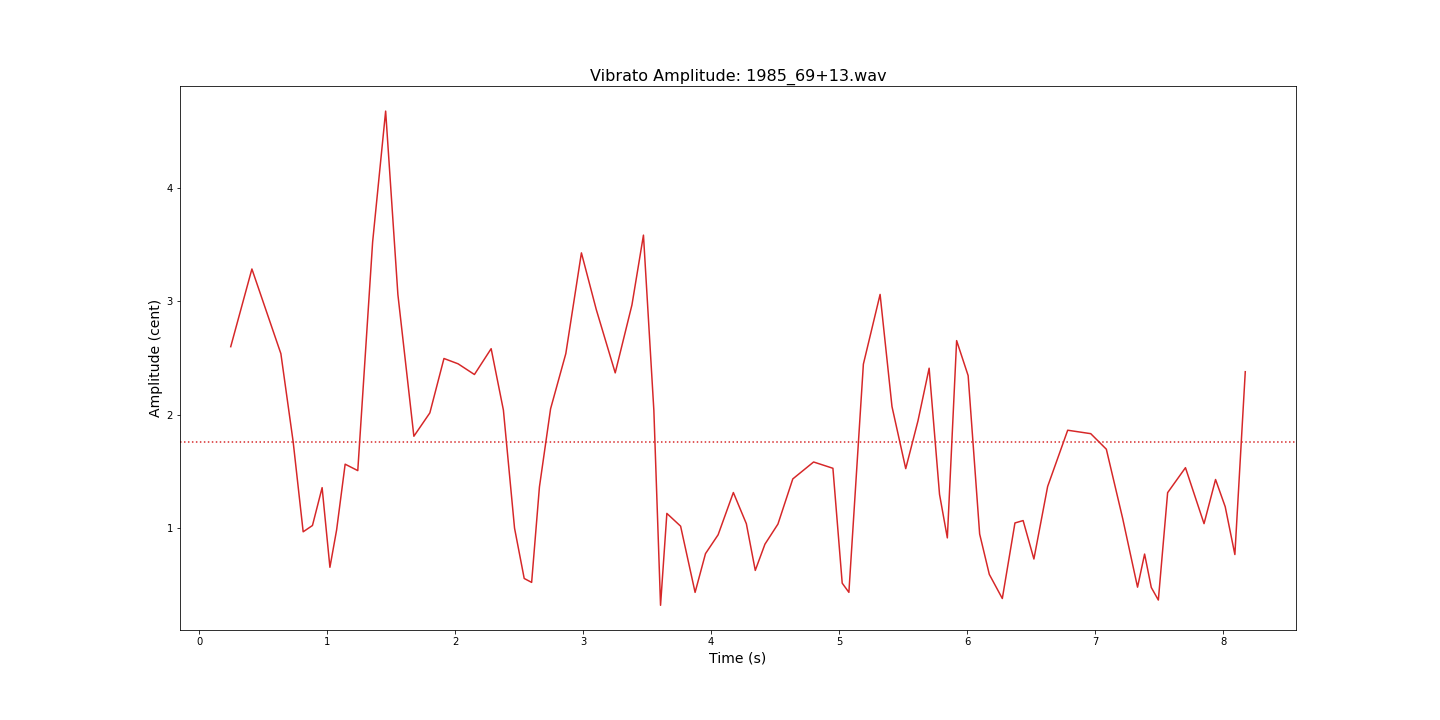 Vibrato Amplitude: 1985_69+13.wav
Amplitude (cent)
4
3
2
1
0 1 2 3 4 5 6 7 8
Time (s)